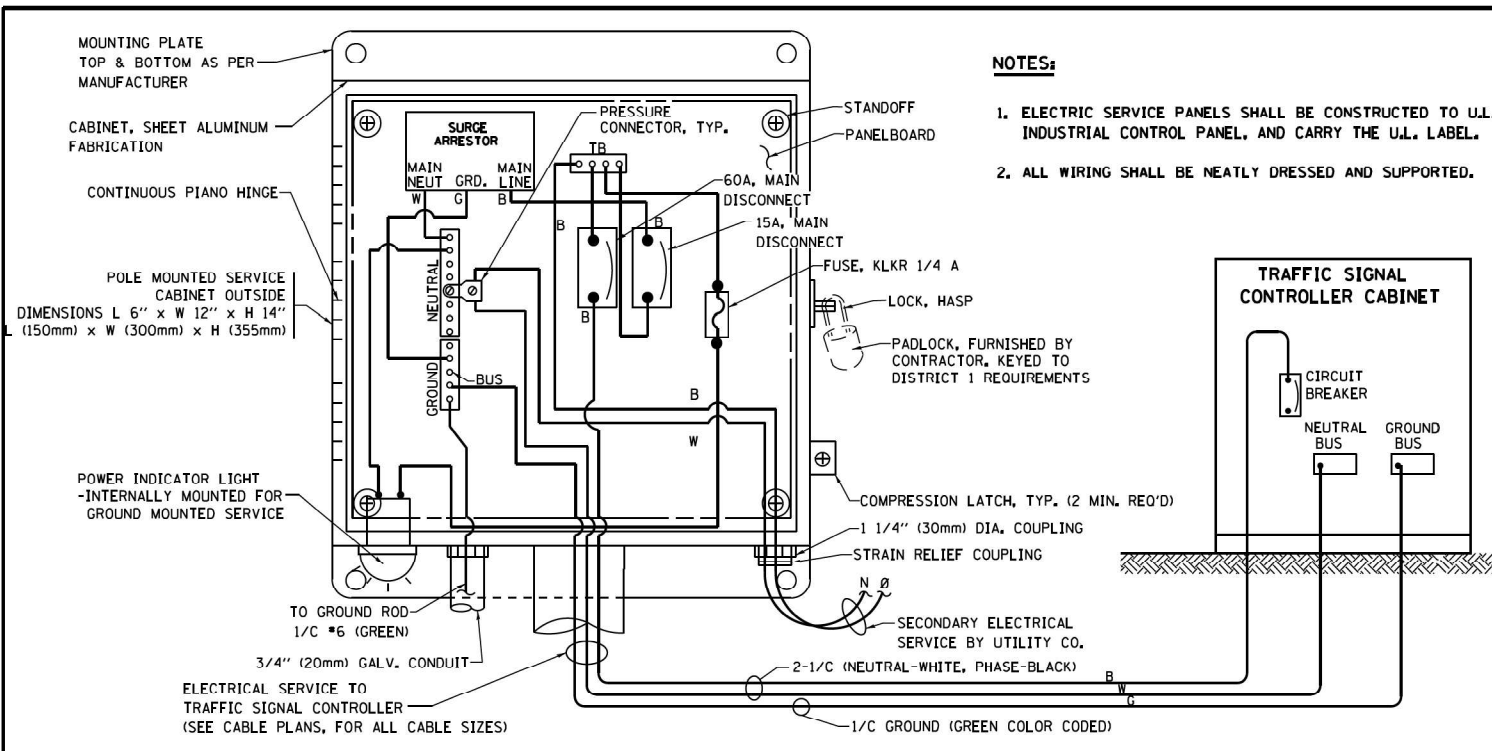 MOUNTING PLATE
TOP & BOTTOM AS PER
MANUFACTURER
CABINET, SHEET ALUMINUM
FABRICATION
CONTINUOUS PIANO HINGE
POLE MOUNTED SERVICE
CABINET OUTSIDE
DIMENSIONS L 6" x W 12" x H 14"
L (150mm) x W (300mm) x H (355mm)
POWER INDICATOR LIGHT
-INTERNALLY MOUNTED FOR
GROUND MOUNTED SERVICE
TO GROUND ROD
1/C #6 (GREEN)
3/4" (20mm) GALV. CONDUIT
ELECTRICAL SERVICE TO
TRAFFIC SIGNAL CONTROLLER
(SEE CABLE PLANS, FOR ALL CABLE SIZES)
SURGE
ARRESTOR
MAIN
NEUT
GRD.
MAIN
LINE
W
G
B
PRESSURE
CONNECTOR, TYP.
TB
NEUTRAL
GROUND
BUS
B
B
B
B
W
STANDOFF
PANELBOARD
60A, MAIN
DISCONNECT
15A, MAIN
DISCONNECT
FUSE, KLKR 1/4 A
LOCK, HASP
PADLOCK, FURNISHED BY
CONTRACTOR. KEYED TO
DISTRICT 1 REQUIREMENTS
COMPRESSION LATCH, TYP. (2 MIN. REQ'D)
1 1/4" (30mm) DIA. COUPLING
STRAIN RELIEF COUPLING
N Ø
SECONDARY ELECTRICAL
SERVICE BY UTILITY CO.
2-1/C (NEUTRAL-WHITE, PHASE-BLACK)
B
W
G
1/C GROUND (GREEN COLOR CODED)
NOTES:
1. ELECTRIC SERVICE PANELS SHALL BE CONSTRUCTED TO U.L.
INDUSTRIAL CONTROL PANEL, AND CARRY THE U.L. LABEL.
2. ALL WIRING SHALL BE NEATLY DRESSED AND SUPPORTED.
TRAFFIC SIGNAL
CONTROLLER CABINET
CIRCUIT
BREAKER
NEUTRAL
BUS
GROUND
BUS